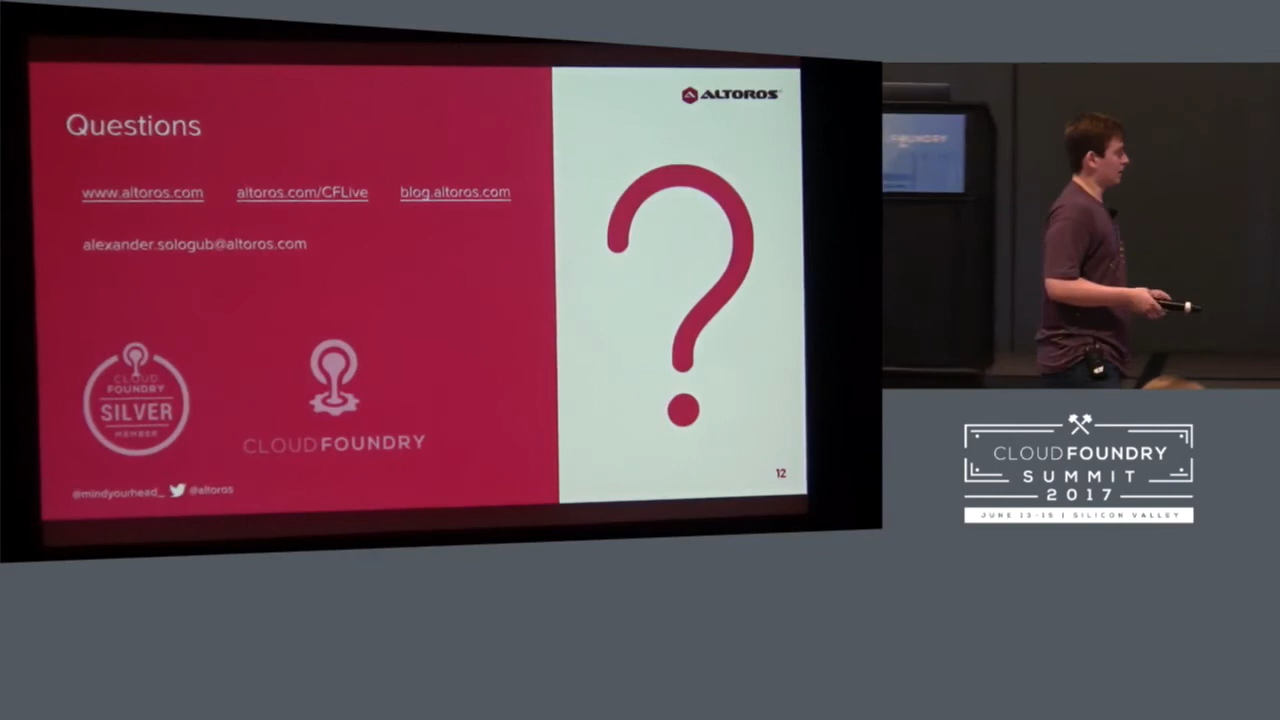 ALTOROS
Questions
www.altoros.com altoros.com/CFLive blog.altoros.com
alexander.sologub@altoros.com
CLOUD
FOUNDRY
SILVER
MEMBER
CLOUDFOUNDRY
12
@mindyourhead_ @altoros
FOUNDRY
CLOUDFOUNDRY
SUMMIT
2017
JUNE 13-15 | SILICON VALLEY